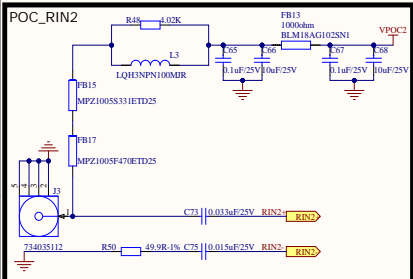 POC_RIN2
R48 4.02K
L3
LQH3NPN100MJR
FB13
1000ohm
BLM18AG102SN1
VPOC2
C65
0.1uF/25V
C66
10uF/25V
C67
0.1uF/25V
C68
10uF/25V
FB15
MPZ1005S331ETD25
FB17
MPZ1005F470ETD25
5
4
3
2
J3
1
C73 0.033uF/25V RIN2+ RIN2
734035112
R50 49.9R-1% C75 0.015uF/25V RIN2- RIN2